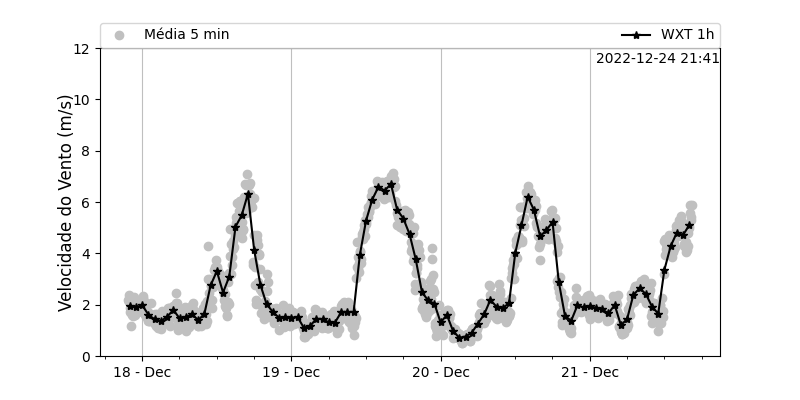 Média 5 min
WXT 1h
2022-12-24 21:41
Velocidade do Vento (m/s)
12
10
8
6
4
2
0
18 - Dec
19 - Dec
20 - Dec
21 - Dec